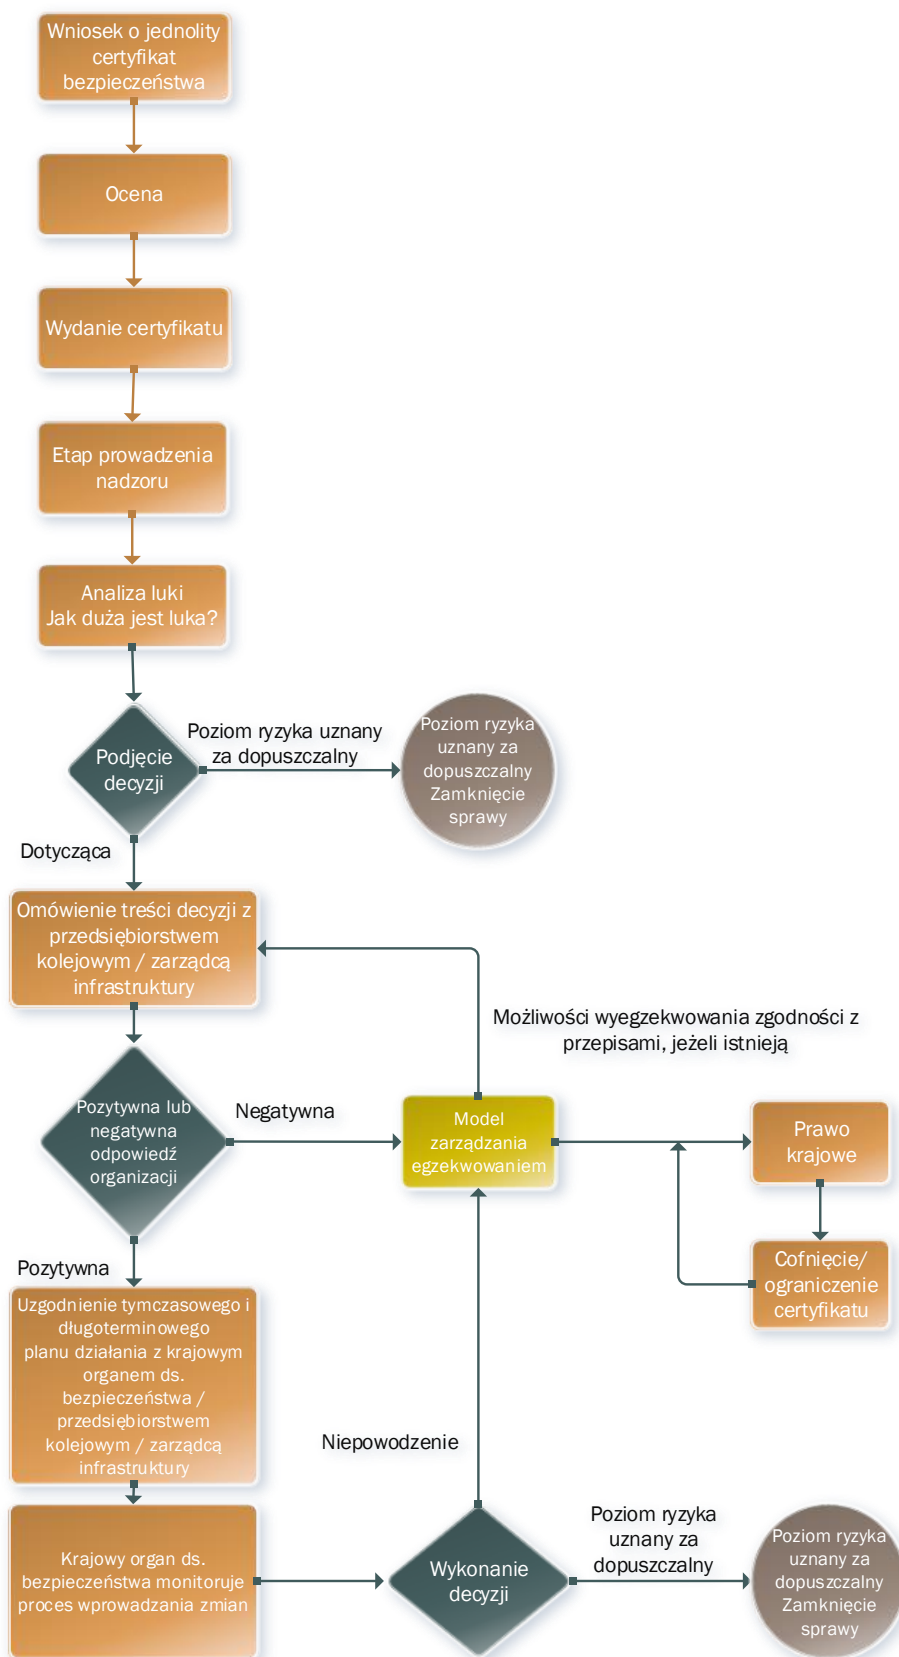 Wniosek o jednolity
certyfikat
bezpieczeństwa
Ocena
Wydanie certyfikatu
Etap prowadzenia
nadzoru
Analiza luki
Jak duża jest luka?
Podjęcie
decyzji
Poziom ryzyka uznany
za dopuszczalny
Poziom ryzyka
uznany za
dopuszczalny
Zamknięcie
sprawy
Dotycząca
Omówienie treści decyzji z
przedsiębiorstwem
kolejowym / zarządcą
infrastruktury
Możliwości wyegzekwowania zgodności z
przepisami, jeżeli istnieją
Pozytywna lub
negatywna
odpowiedź
organizacji
Negatywna
Model
zarządzania
egzekwowaniem
Prawo
krajowe
Cofnięcie/
ograniczenie
certyfikatu
Pozytywna
Uzgodnienie tymczasowego i
długoterminowego
planu działania z krajowym
organem ds.
bezpieczeństwa /
przedsiębiorstwem
kolejowym / zarządcą
infrastruktury
Niepowodzenie
Krajowy organ ds.
bezpieczeństwa monitoruje
proces wprowadzania zmian
Wykonanie
decyzji
Poziom ryzyka
uznany za
dopuszczalny
Poziom ryzyka
uznany za
dopuszczalny
Zamknięcie
sprawy